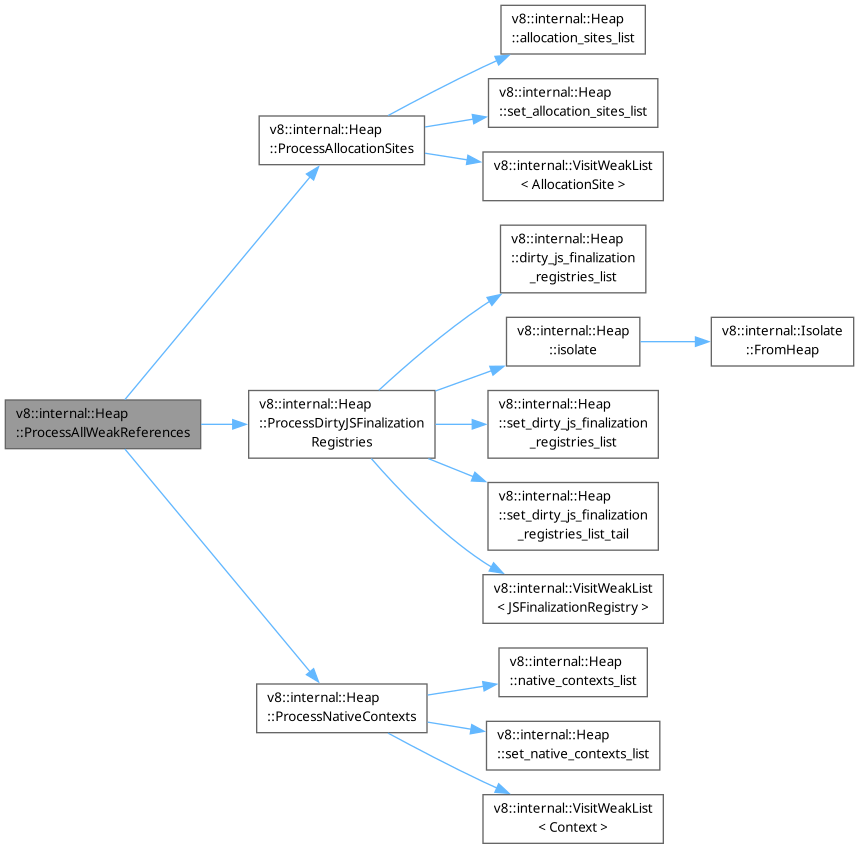 v8::internal::Heap
::allocation_sites_list
v8::internal::Heap
::set_allocation_sites_list
v8::internal::Heap
::ProcessAllocationSites
v8::internal::VisitWeakList
< AllocationSite >
v8::internal::Heap
::dirty_js_finalization
_registries_list
v8::internal::Heap
::isolate
v8::internal::Isolate
::FromHeap
v8::internal::Heap
::ProcessAllWeakReferences
v8::internal::Heap
::ProcessDirtyJSFinalization
Registries
v8::internal::Heap
::set_dirty_js_finalization
_registries_list
v8::internal::Heap
::set_dirty_js_finalization
_registries_list_tail
v8::internal::VisitWeakList
< JSFinalizationRegistry >
v8::internal::Heap
::ProcessNativeContexts
v8::internal::Heap
::native_contexts_list
v8::internal::Heap
::set_native_contexts_list
v8::internal::VisitWeakList
< Context >